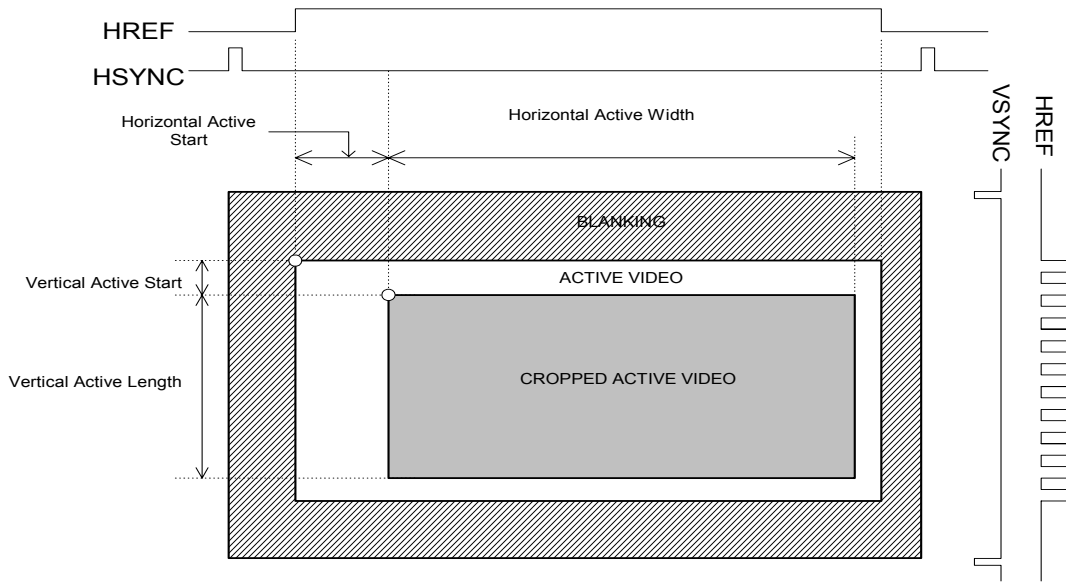 HREF
HSYNC
Horizontal Active
Start
Horizontal Active Width
VSYNC
HREF
BLANKING
Vertical Active Start
ACTIVE VIDEO
Vertical Active Length
CROPPED ACTIVE VIDEO